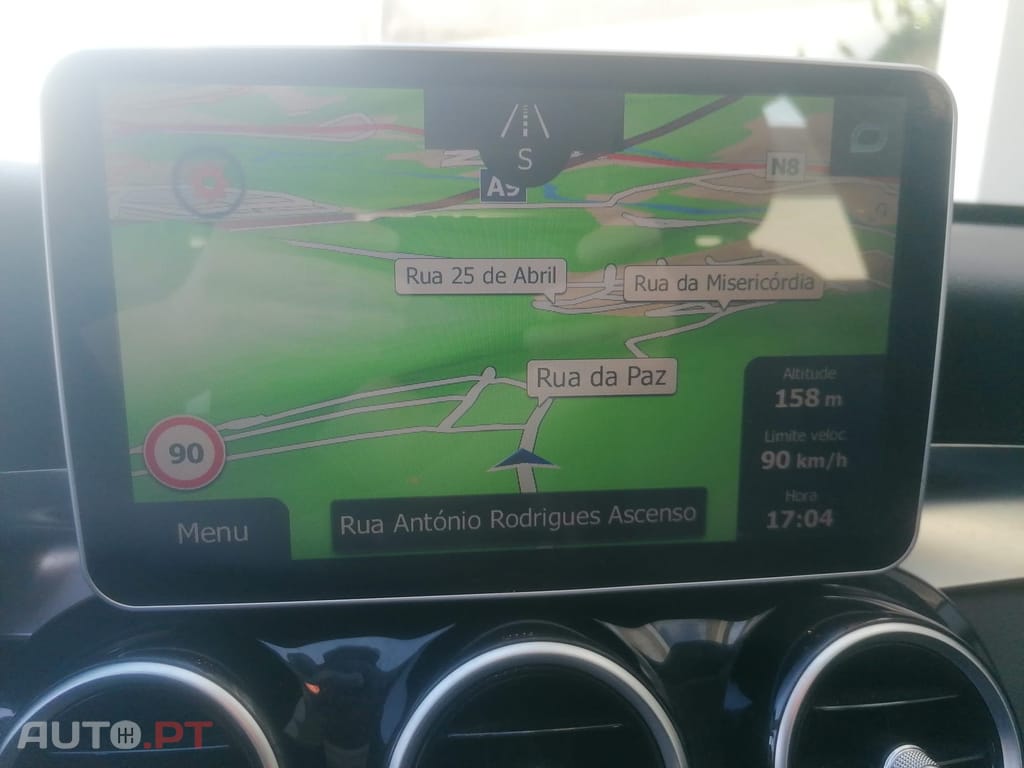 S
A9
N8
Rua 25 de Abril
Rua da Misericórdia
Rua da Paz
Altitude
158 m
Limite veloc
90 km/h
Hora
17:04
90
Menu
Rua António Rodrigues Ascenso
AUTO.PT